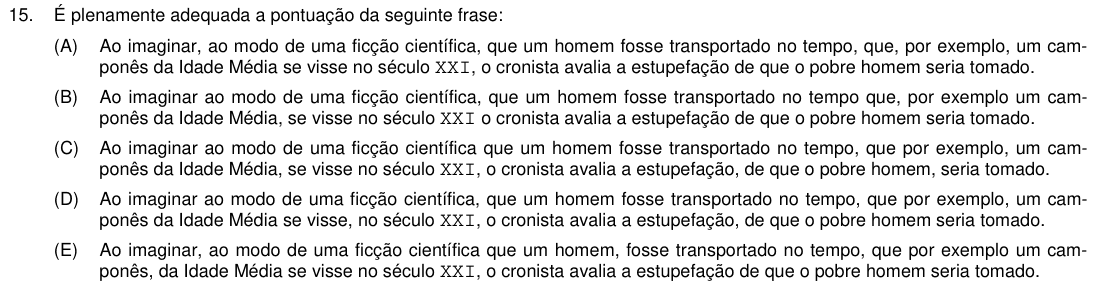 15. É plenamente adequada a pontuação da seguinte frase:
(A) Ao imaginar, ao modo de uma ficção científica, que um homem fosse transportado no tempo, que, por exemplo, um cam-
ponês da Idade Média se visse no século XXI, o cronista avalia a estupefação de que o pobre homem seria tomado.
(B) Ao imaginar ao modo de uma ficção científica, que um homem fosse transportado no tempo que, por exemplo um cam-
ponês da Idade Média, se visse no século XXI o cronista avalia a estupefação de que o pobre homem seria tomado.
(C) Ao imaginar ao modo de uma ficção científica que um homem fosse transportado no tempo, que por exemplo, um cam-
ponês da Idade Média, se visse no século XXI, o cronista avalia a estupefação, de que o pobre homem, seria tomado.
(D) Ao imaginar ao modo de uma ficção científica, que um homem fosse transportado no tempo, que por exemplo, um cam-
ponês da Idade Média se visse, no século XXI, o cronista avalia a estupefação, de que o pobre homem seria tomado.
(E) Ao imaginar, ao modo de uma ficção científica que um homem, fosse transportado no tempo, que por exemplo um cam-
ponês, da Idade Média se visse no século XXI, o cronista avalia a estupefação de que o pobre homem seria tomado.